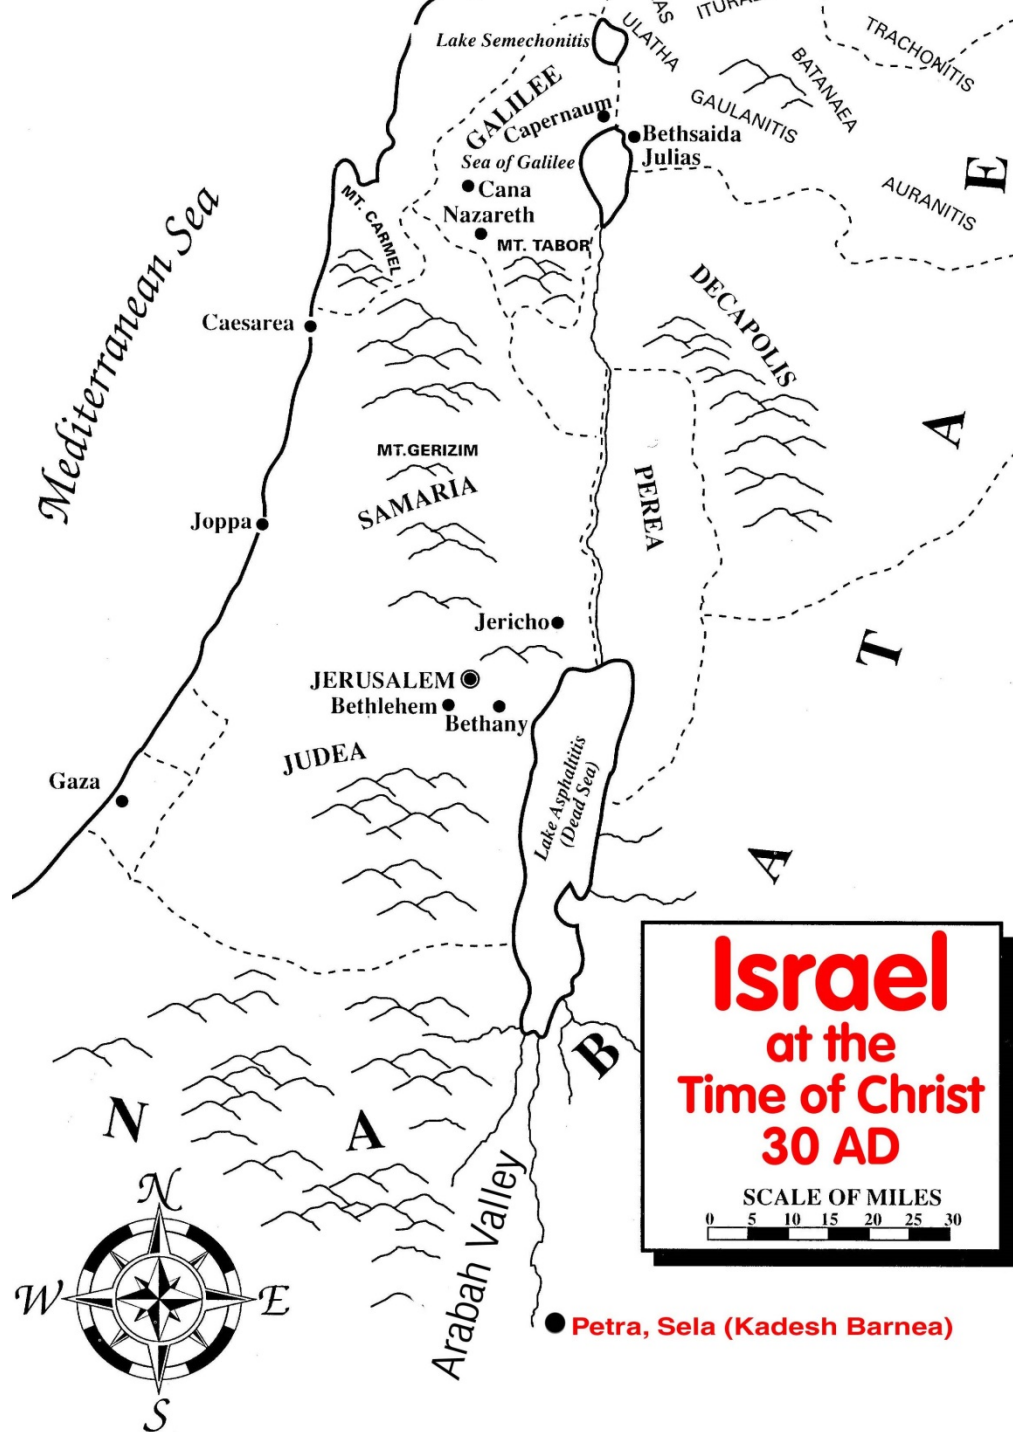 AS
ITURA
ULATHA
TRACHONITIS
Lake Semechonitis
BATANAEA
GALILEE
GAULANITIS
Capernaum
Bethsaida
Julias
Sea of Galilee
Cana
Nazareth
AURANITIS
MT. CARMEL
MT. TABOR
Mediterranean Sea
DECAPOLIS
Caesarea
MT.GERIZIM
SAMARIA
PEREA
Joppa
Jericho
JERUSALEM
Bethlehem
Bethany
JUDEA
Gaza
Lake Asphaltitis
(Dead Sea)
N A B A T A E
Arabah Valley
Israel
at the
Time of Christ
30 AD
SCALE OF MILES
0 5 10 15 20 25 30
N
W E
S
Petra, Sela (Kadesh Barnea)